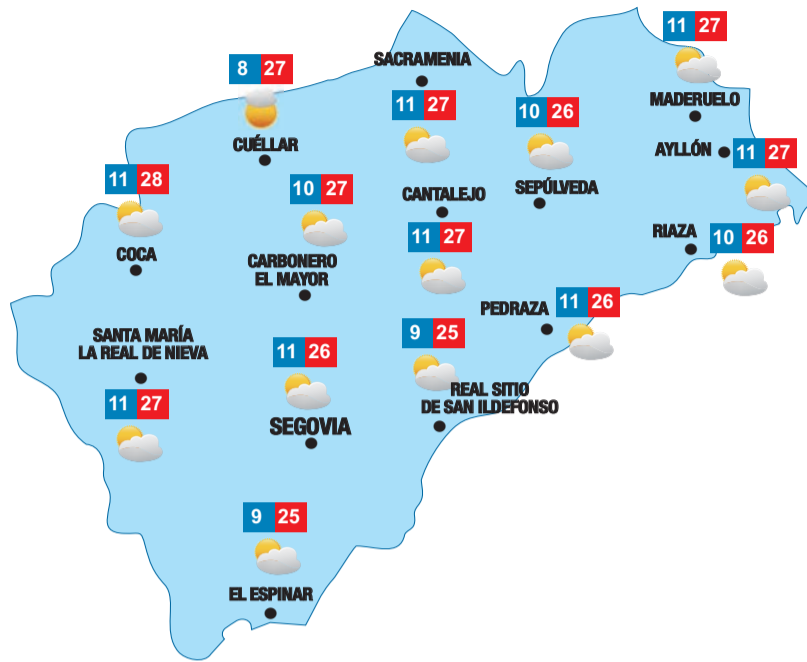 11 27
MADERUELO
SACRAMENIA
11 27
8 27
CUÉLLAR
10 26
SEPÚLVEDA
AYLLÓN
11 27
11 28
COCA
10 27
CARBONERO
EL MAYOR
CANTALEJO
11 27
RIAZA
10 26
PEDRAZA
11 26
SANTA MARÍA
LA REAL DE NIEVA
11 27
11 26
SEGOVIA
9 25
REAL SITIO
DE SAN ILDEFONSO
9 25
EL ESPINAR